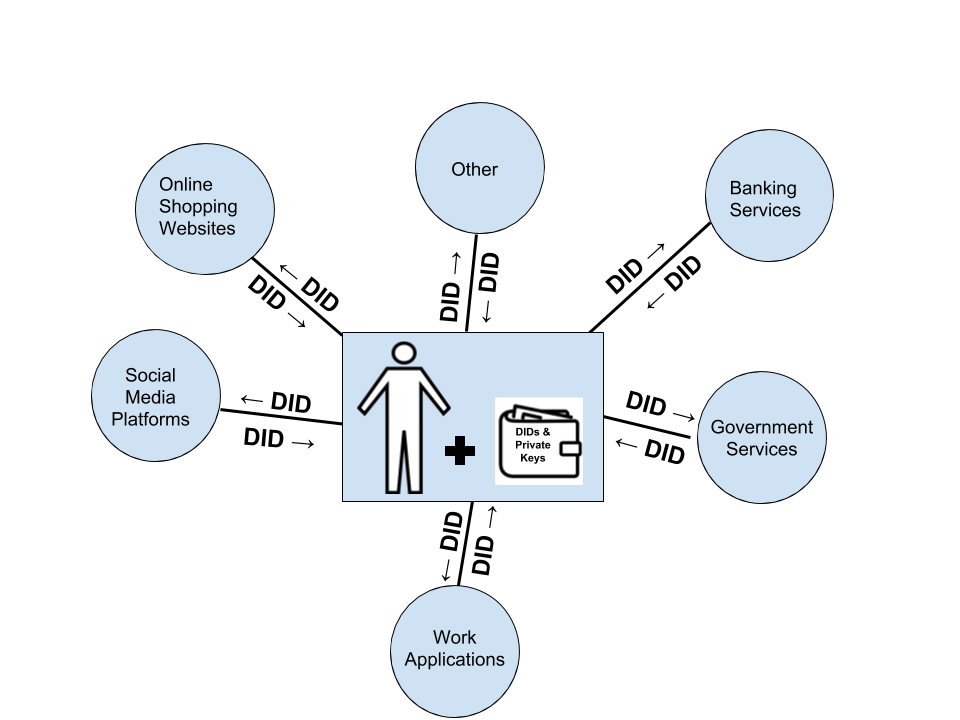 Other
Online
Shopping
Websites
Banking
Services
← DID
DID →
DID →
← DID
DID →
← DID
Social
Media
Platforms
← DID
DID →
DIDs &
Private
Keys
DID →
← DID
Government
Services
← DID
DID →
Work
Applications